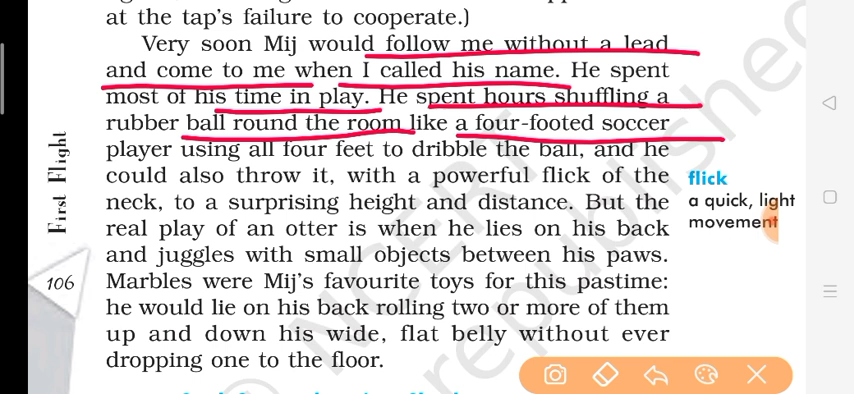 at the tap's failure to cooperate.)
Very soon Mij would follow me without a lead
and come to me when I called his name. He spent
most of his time in play. He spent hours shuffling a
rubber ball round the room like a four-footed soccer
player using all four feet to dribble the ball, and he
could also throw it, with a powerful flick of the
neck, to a surprising height and distance. But the
real play of an otter is when he lies on his back
and juggles with small objects between his paws.
Marbles were Mij's favourite toys for this pastime:
he would lie on his back rolling two or more of them
up and down his wide, flat belly without ever
dropping one to the floor.
flick
a quick, light
movement
First Flight
106
© NCERT
republished